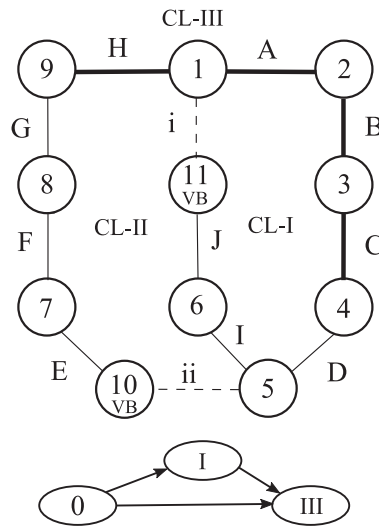 CL-III
9 H 1 A 2
G i B
8 11 VB 3
F CL-II J CL-I C
7 6 4
E I D
10 VB ii 5
I
0 III